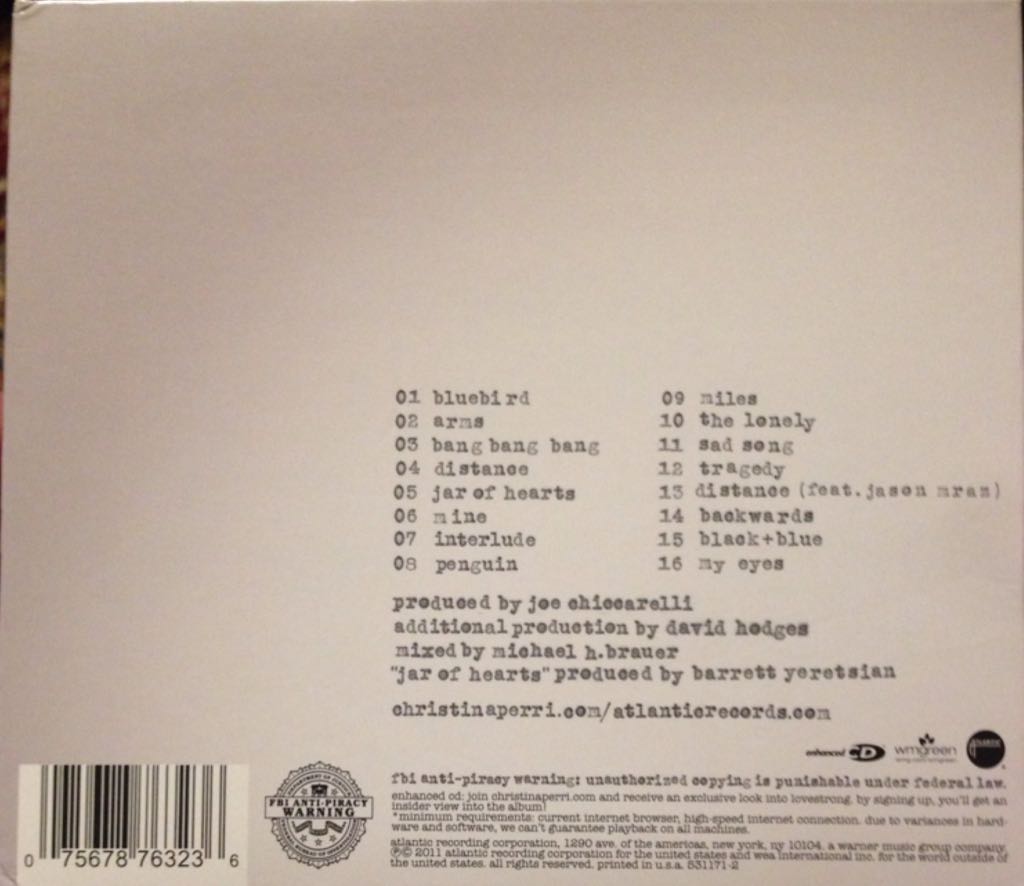 01 bluebird
02 arms
03 bang bang bang
04 distance
05 jar of hearts
06 mine
07 interlude
08 penguin
09 miles
10 the lonely
11 sad song
12 tragedy
13 distance (feat. jason mraz)
14 backwards
15 black+blue
16 my eyes
produced by joe chiccarelli
additional production by david hodges
mixed by michael h. brauer
"jar of hearts" produced by barrett yeretsian
christinaperri.com/atlanticrecords.com
enhanced CD
wmgreen
ATLANTIC
fbi anti-piracy warning: unauthorized copying is punishable under federal law.
enhanced cd: join christinaperri.com and receive an exclusive look into lovestrong. by signing up, you'll get an
insider view into the album!
*minimum requirements: current internet browser, high-speed internet connection. due to variances in hard-
ware and software, we can't guarantee playback on all machines.
atlantic recording corporation, 1290 ave. of the americas, new york, ny 10104. a warner music group company.
℗© 2011 atlantic recording corporation for the united states and wea international inc. for the world outside of
the united states. all rights reserved. printed in u.s.a. 531171-2
FBI ANTI-PIRACY
WARNING
0 75678 76323 6